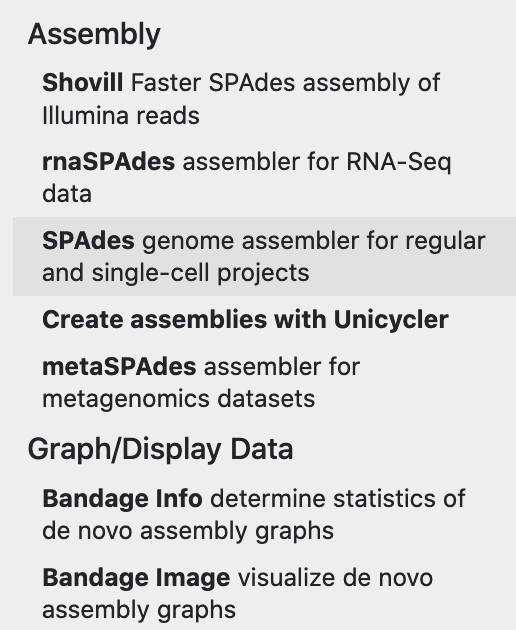 Assembly
Shovill Faster SPAdes assembly of
Illumina reads
rnaSPAdes assembler for RNA-Seq
data
SPAdes genome assembler for regular
and single-cell projects
Create assemblies with Unicycler
metaSPAdes assembler for
metagenomics datasets
Graph/Display Data
Bandage Info determine statistics of
de novo assembly graphs
Bandage Image visualize de novo
assembly graphs